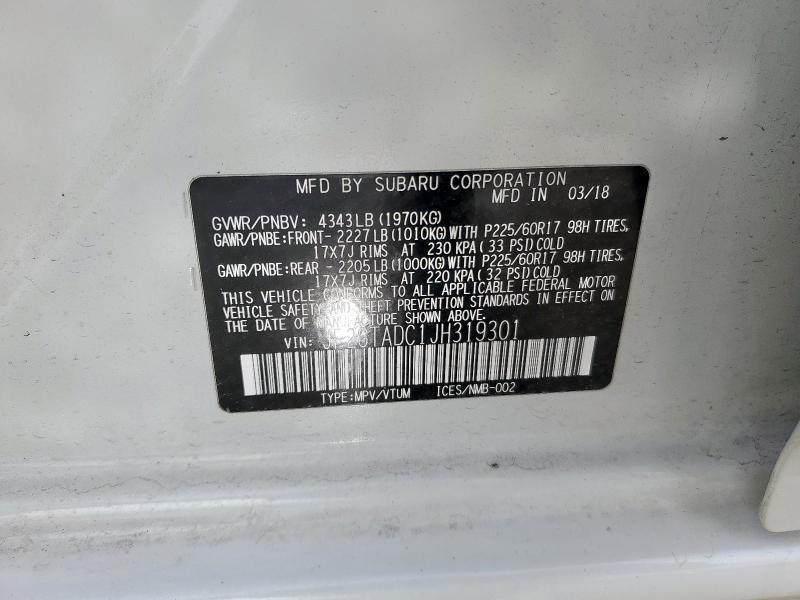 MFD BY SUBARU CORPORATION
MFD IN 03/18
GVWR/PNBV: 4343LB (1970KG)
GAWR/PNBE:FRONT- 2227LB (1010KG) WITH P225/60R17 98H TIRES,
17X7J RIMS AT 230 KPA ( 33 PSI) COLD
GAWR/PNBE:REAR - 2205LB (1000KG) WITH P225/60R17 98H TIRES,
17X7J RIMS AT 220 KPA ( 32 PSI) COLD
THIS VEHICLE CONFORMS TO ALL APPLICABLE FEDERAL MOTOR
VEHICLE SAFETY AND THEFT PREVENTION STANDARDS IN EFFECT ON
THE DATE OF MANUFACTURE SHOWN ABOVE.
VIN:
TYPE:MPV/VTUM ICES/NMB-002